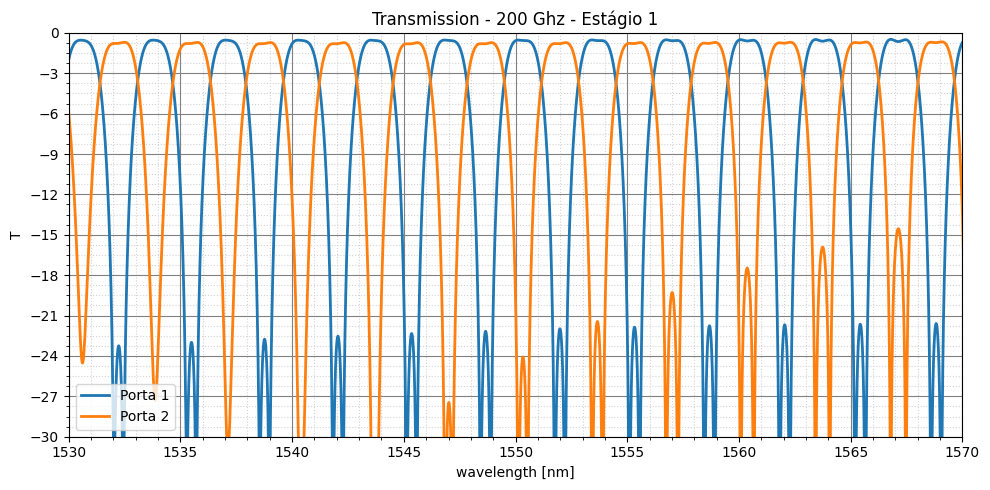 Transmission - 200 Ghz - Estágio 1
T
0
−3
−6
−9
−12
−15
−18
−21
−24
−27
−30
Porta 1
Porta 2
1530 1535 1540 1545 1550 1555 1560 1565 1570
wavelength [nm]